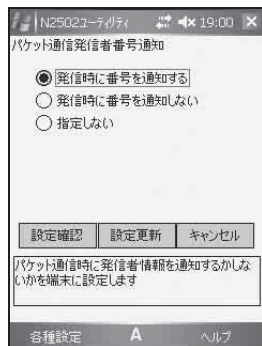 N2502ユーティリティ 19:00
パケット通信発信者番号通知
発信時に番号を通知する
発信時に番号を通知しない
指定しない
設定確認 設定更新 キャンセル
パケット通信時に発信者情報を通知するかしな
いかを端末に設定します
各種設定 A ヘルプ